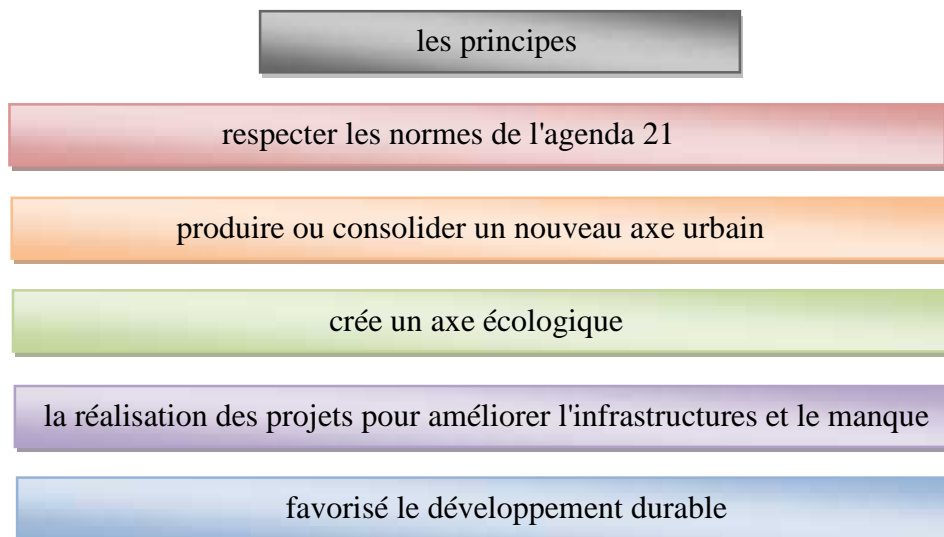 les principes
respecter les normes de l'agenda 21
produire ou consolider un nouveau axe urbain
crée un axe écologique
la réalisation des projets pour améliorer l'infrastructures et le manque
favorisé le développement durable